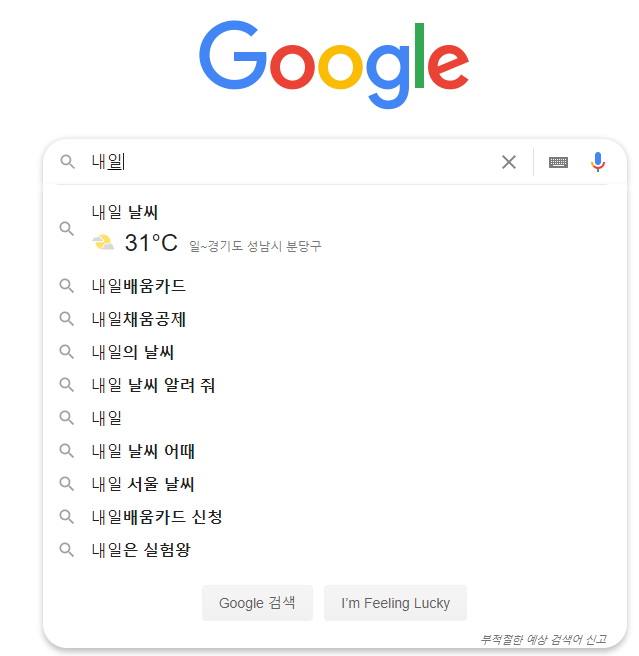 Google
내일
내일 날씨
31°C 일~경기도 성남시 분당구
내일배움카드
내일채움공제
내일의 날씨
내일 날씨 알려 줘
내일
내일 날씨 어때
내일 서울 날씨
내일배움카드 신청
내일은 실험왕
Google 검색 I'm Feeling Lucky
부적절한 예상 검색어 신고